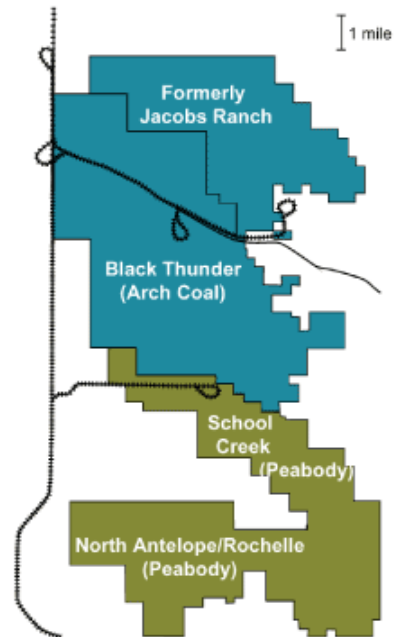 1 mile
Formerly
Jacobs Ranch
Black Thunder
(Arch Coal)
School
Creek
(Peabody)
North Antelope/Rochelle
(Peabody)